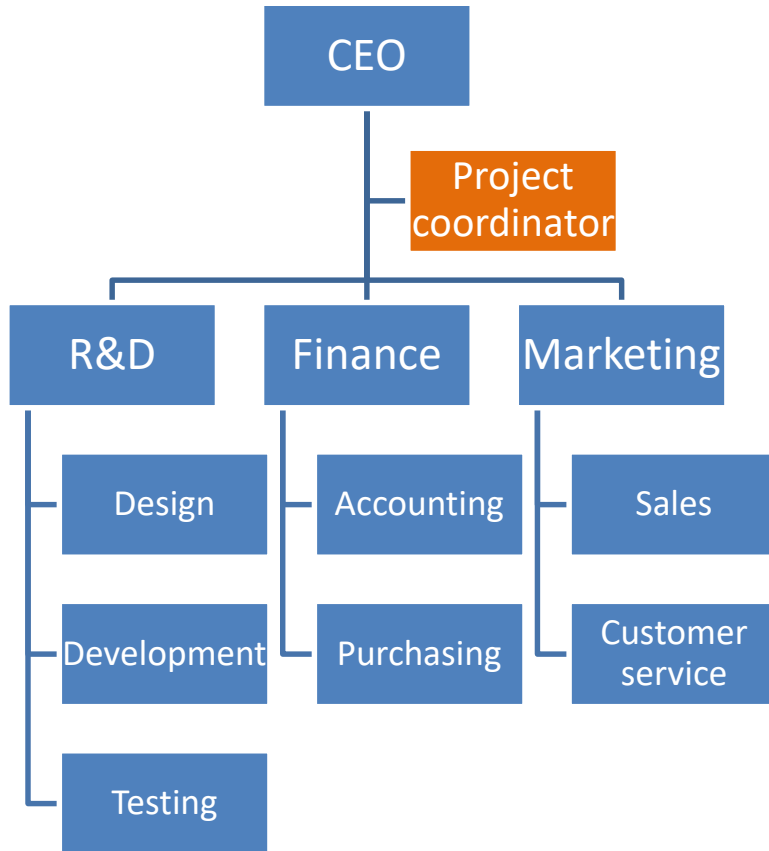 CEO
Project
coordinator
R&D
Finance
Marketing
Design
Accounting
Sales
Development
Purchasing
Customer
service
Testing